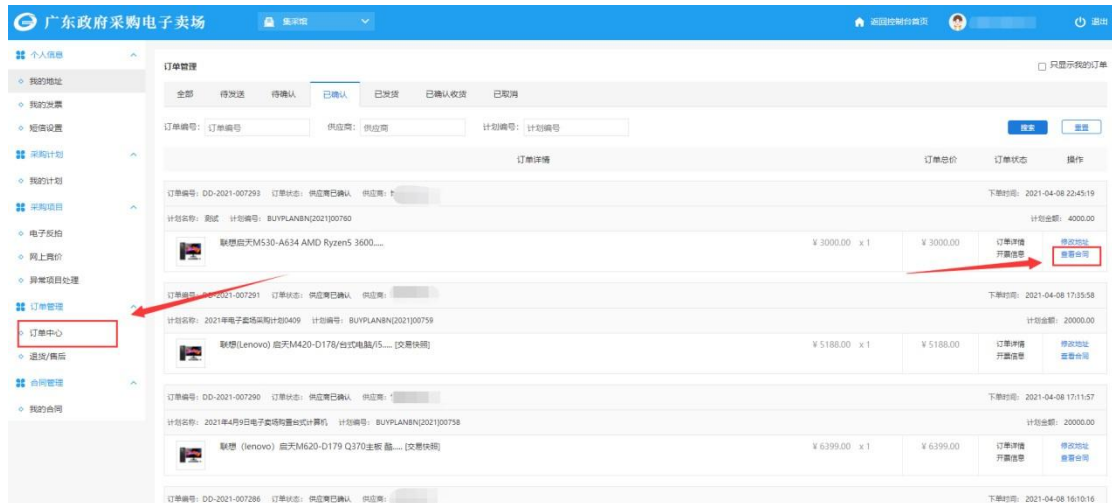 广东政府采购电子卖场 集采馆 返回控制台首页 退出
个人信息
我的地址
我的发票
短信设置
采购计划
我的计划
采购项目
电子反拍
网上竞价
异常项目处理
订单管理
订单中心
退货/售后
合同管理
我的合同
订单管理 只显示我的订单
全部 待发送 待确认 已确认 已发货 已确认收货 已取消
订单编号: 订单编号 供应商: 供应商 计划编号: 计划编号 搜索 重置
订单详情 订单总价 订单状态 操作
订单编号: DD-2021-007293 订单状态: 供应商已确认 供应商: 下单时间: 2021-04-08 22:45:19
计划名称: 测试 计划编号: BUYPLANBN[2021]00760 计划金额: 4000.00
联想启天M530-A634 AMD Ryzen5 3600..... ¥ 3000.00 x 1 ¥ 3000.00 订单详情 修改地址
开票信息 查看合同
订单编号: DD-2021-007291 订单状态: 供应商已确认 供应商: 下单时间: 2021-04-08 17:35:58
计划名称: 2021年电子卖场采购计划0409 计划编号: BUYPLANBN[2021]00759 计划金额: 20000.00
联想(Lenovo) 启天M420-D178/台式电脑/i5..... [交易快照] ¥ 5188.00 x 1 ¥ 5188.00 订单详情 修改地址
开票信息 查看合同
订单编号: DD-2021-007290 订单状态: 供应商已确认 供应商: 下单时间: 2021-04-08 17:11:57
计划名称: 2021年4月9日电子卖场购置台式计算机 计划编号: BUYPLANBN[2021]00758 计划金额: 20000.00
联想（lenovo）启天M620-D179 Q370主板 酷..... [交易快照] ¥ 6399.00 x 1 ¥ 6399.00 订单详情 修改地址
开票信息 查看合同
订单编号: DD-2021-007286 订单状态: 供应商已确认 供应商: 下单时间: 2021-04-08 16:10:16